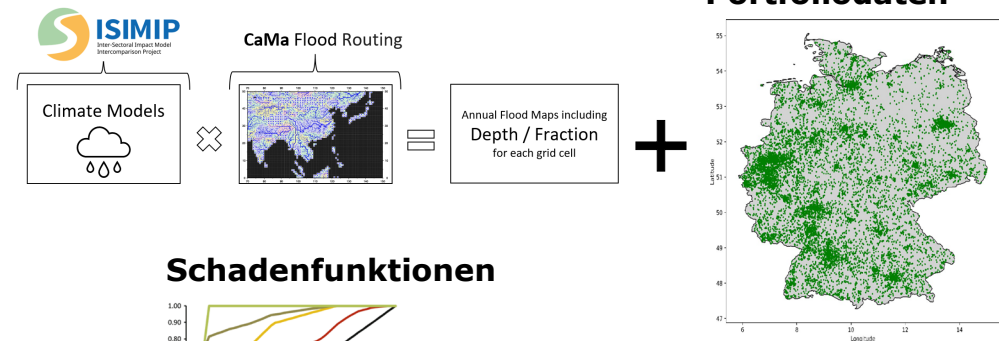 Portfoliodaten
ISIMIP
Inter-Sectoral Impact Model
Intercomparison Project
CaMa Flood Routing
Climate Models
Annual Flood Maps including
Depth / Fraction
for each grid cell
55
54
53
52
51
50
49
48
47
Latitude
6
8
10
12
14
Longitude
Schadenfunktionen
1.00
0.90
0.80